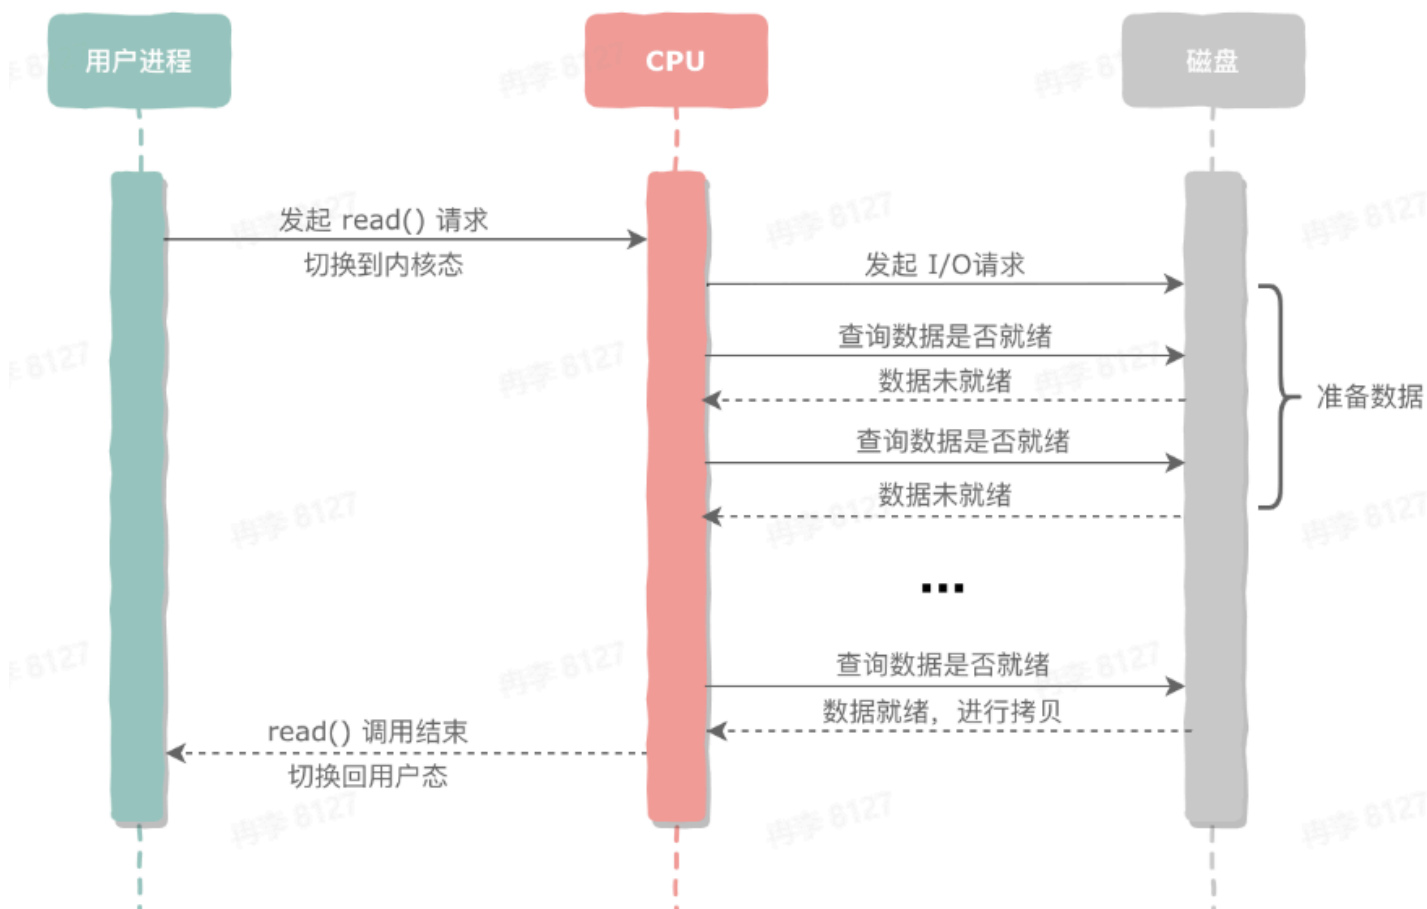 用户进程
CPU
磁盘
发起 read() 请求
切换到内核态
发起 I/O请求
查询数据是否就绪
数据未就绪
准备数据
查询数据是否就绪
数据未就绪
...
查询数据是否就绪
数据就绪，进行拷贝
read() 调用结束
切换回用户态